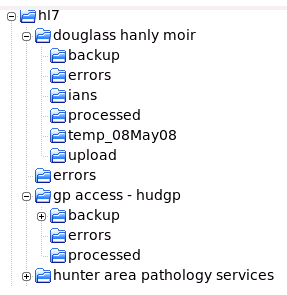 hl7
douglass hanly moir
backup
errors
ians
processed
temp_08May08
upload
errors
gp access - hudgp
backup
errors
processed
hunter area pathology services